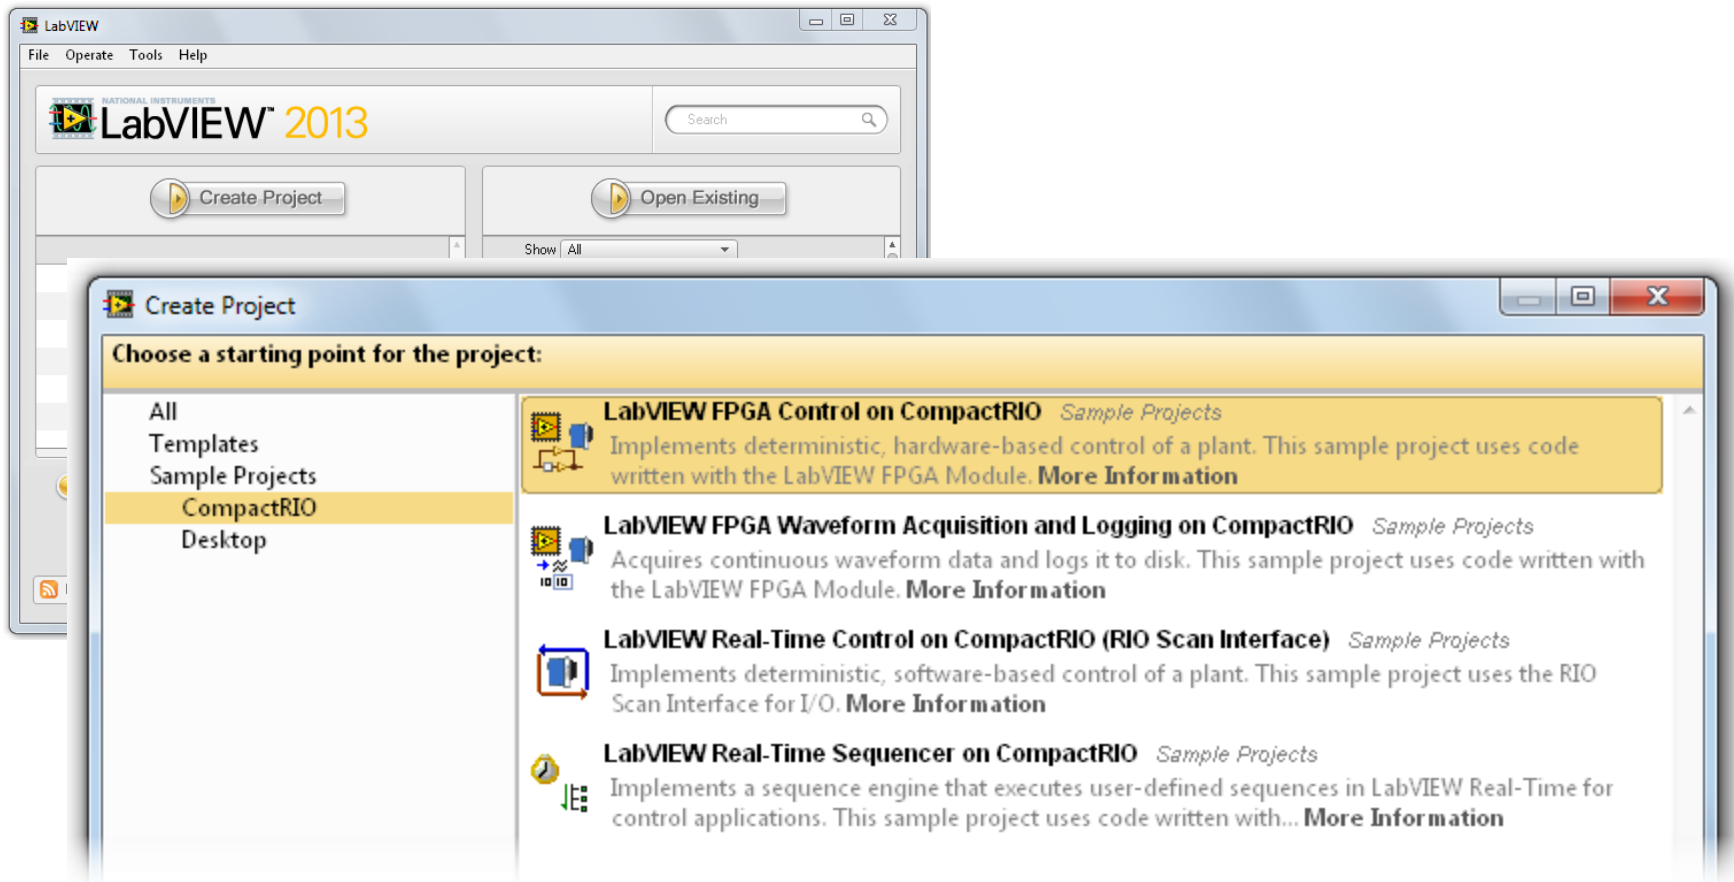 LabVIEW
File Operate Tools Help
NATIONAL INSTRUMENTS
LabVIEW™ 2013
Search
Create Project
Open Existing
Show All
Create Project
Choose a starting point for the project:
All
Templates
Sample Projects
CompactRIO
Desktop
LabVIEW FPGA Control on CompactRIO Sample Projects
Implements deterministic, hardware-based control of a plant. This sample project uses code
written with the LabVIEW FPGA Module. More Information
LabVIEW FPGA Waveform Acquisition and Logging on CompactRIO Sample Projects
Acquires continuous waveform data and logs it to disk. This sample project uses code written with
the LabVIEW FPGA Module. More Information
LabVIEW Real-Time Control on CompactRIO (RIO Scan Interface) Sample Projects
Implements deterministic, software-based control of a plant. This sample project uses the RIO
Scan Interface for I/O. More Information
LabVIEW Real-Time Sequencer on CompactRIO Sample Projects
Implements a sequence engine that executes user-defined sequences in LabVIEW Real-Time for
control applications. This sample project uses code written with... More Information